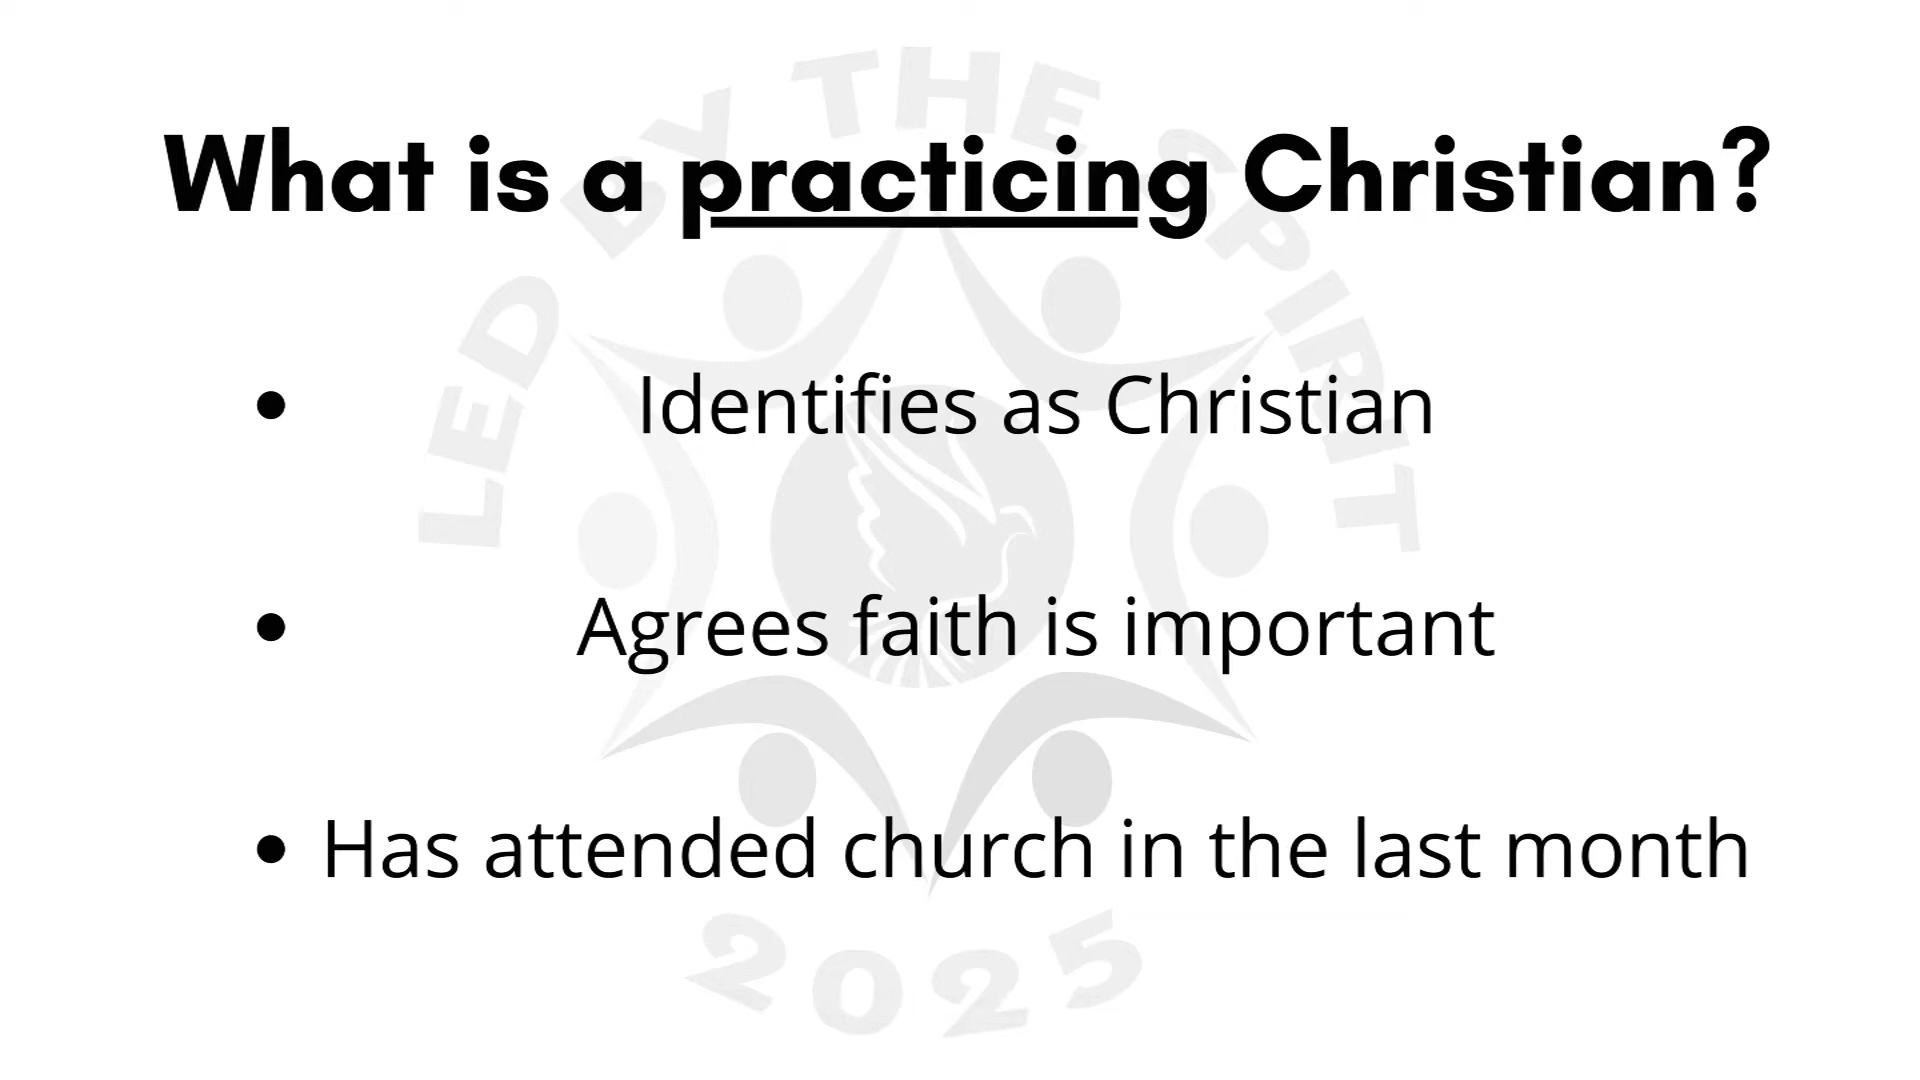 LED BY THE SPIRIT
What is a practicing Christian?
• Identifies as Christian
• Agrees faith is important
• Has attended church in the last month
2025